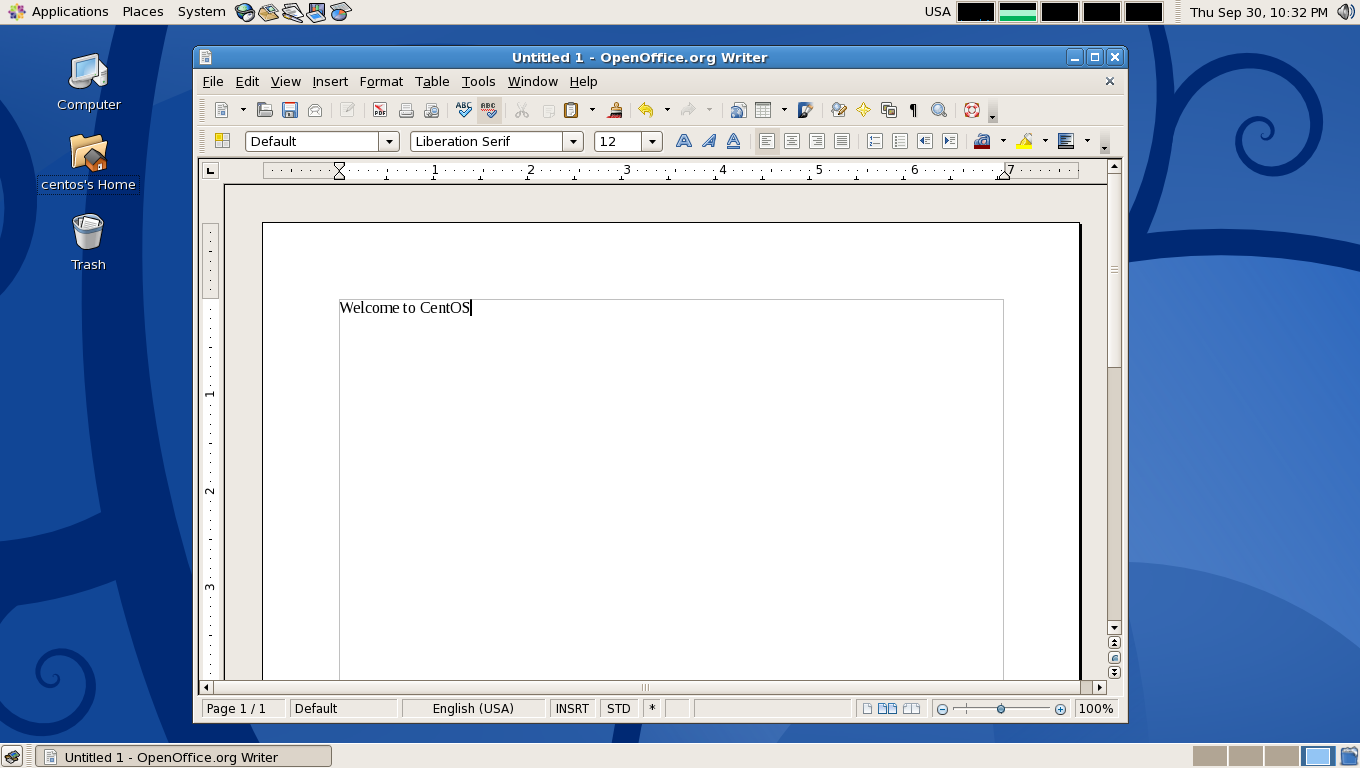 Applications Places System USA Thu Sep 30, 10:32 PM
Computer
centos's Home
Trash
Untitled 1 - OpenOffice.org Writer
File Edit View Insert Format Table Tools Window Help
Default Liberation Serif 12
1 2 3 4 5 6 7
Welcome to CentOS
1
2
3
Page 1 / 1 Default English (USA) INSRT STD * 100%
Untitled 1 - OpenOffice.org Writer